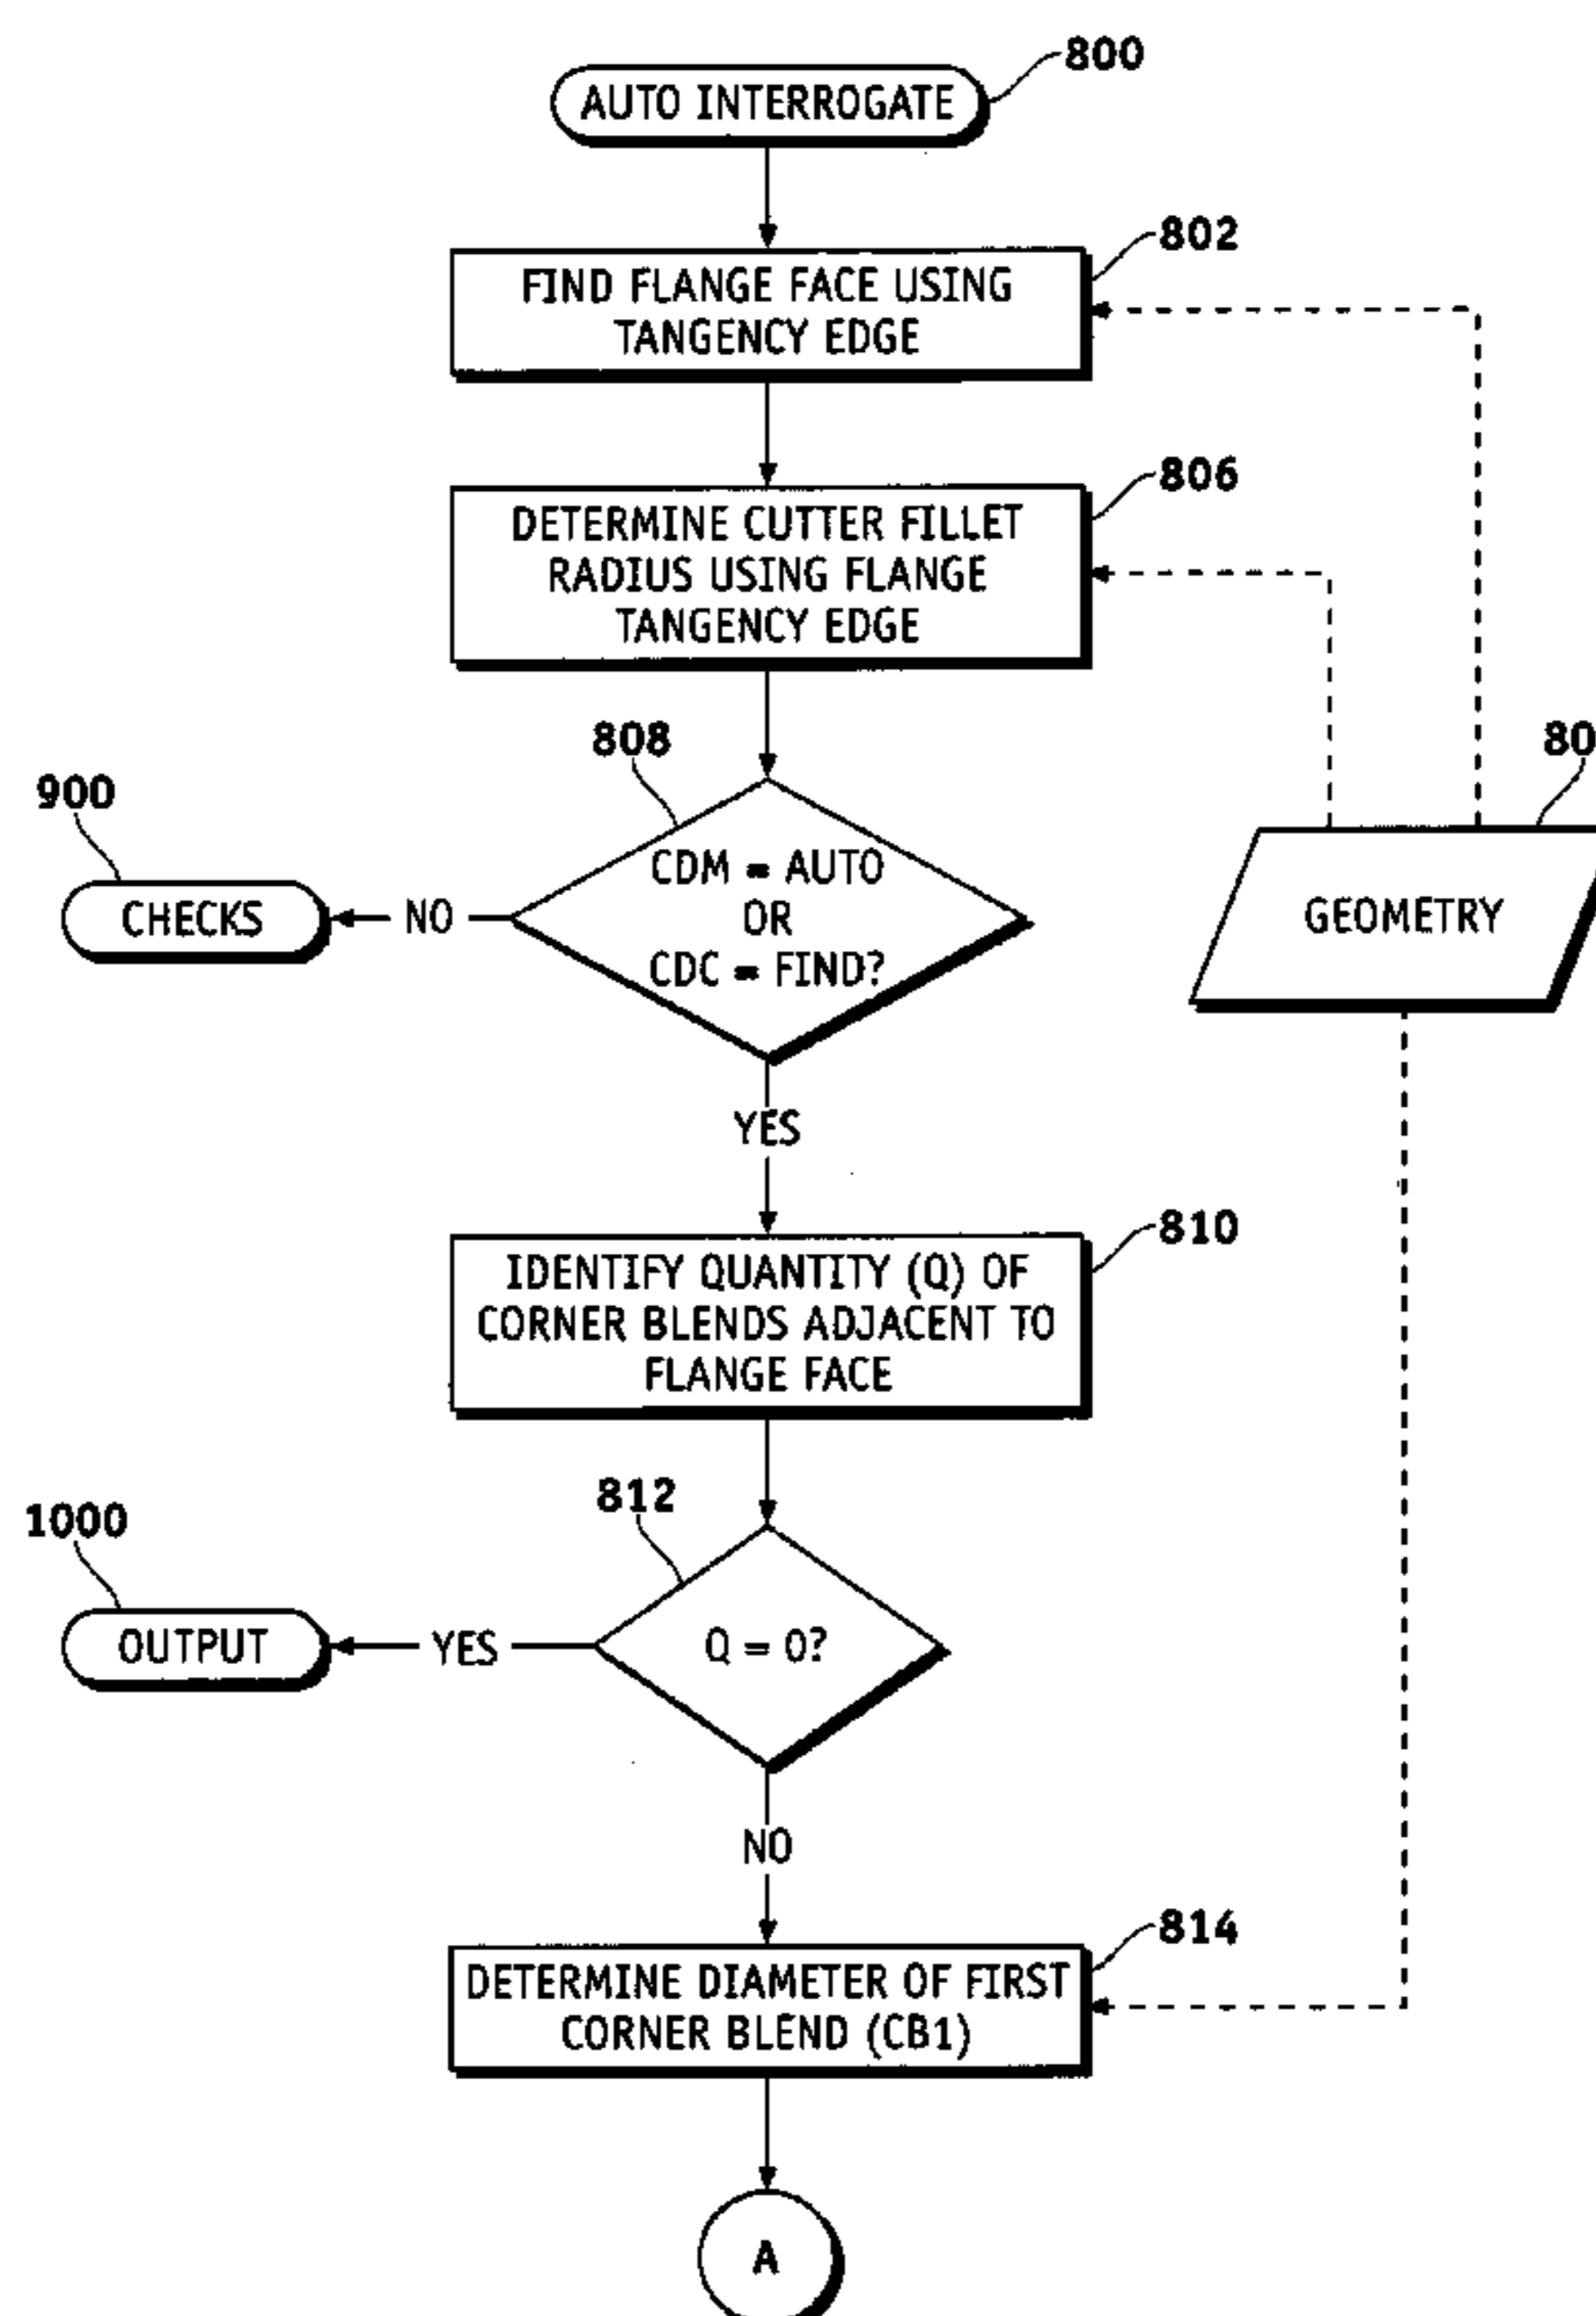 800
AUTO INTERROGATE
802
FIND FLANGE FACE USING
TANGENCY EDGE
806
DETERMINE CUTTER FILLET
RADIUS USING FLANGE
TANGENCY EDGE
808
900
80
CDM = AUTO
OR
CDC = FIND?
CHECKS
NO
GEOMETRY
YES
810
IDENTIFY QUANTITY (Q) OF
CORNER BLENDS ADJACENT TO
FLANGE FACE
812
1000
Q = 0?
YES
OUTPUT
NO
814
DETERMINE DIAMETER OF FIRST
CORNER BLEND (CB1)
A